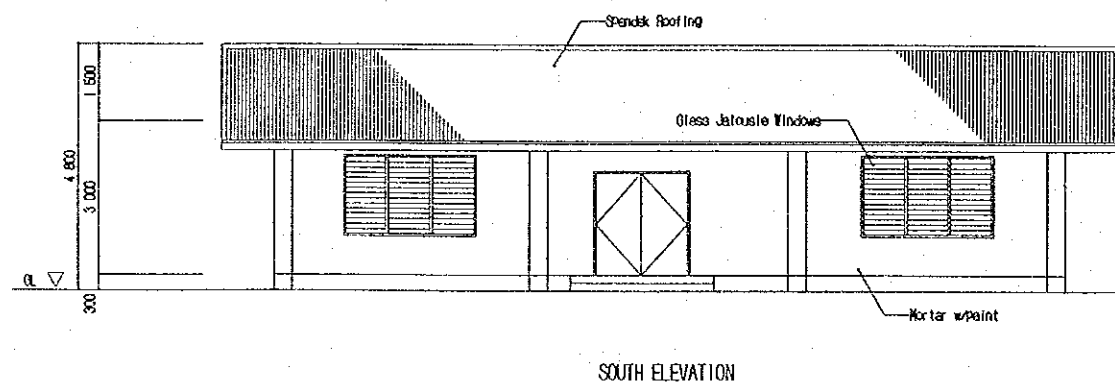 Spandek Roofing
1 500
Glass Jalousie Windows
4 800
3 000
GL
300
Mortar w/paint
SOUTH ELEVATION